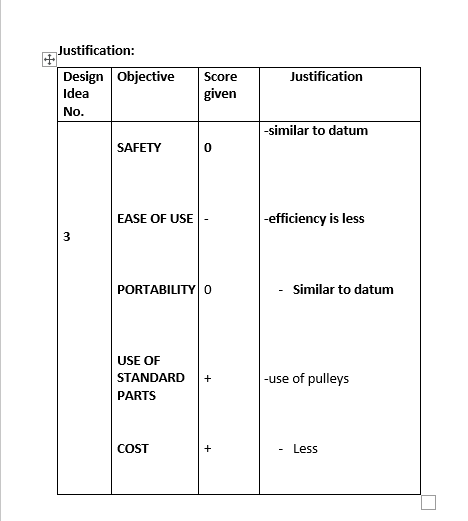 Justification:
Design Objective Score Justification
Idea given
No.
-similar to datum
SAFETY 0
EASE OF USE - -efficiency is less
3
PORTABILITY 0 - Similar to datum
USE OF
STANDARD + -use of pulleys
PARTS
COST + - Less